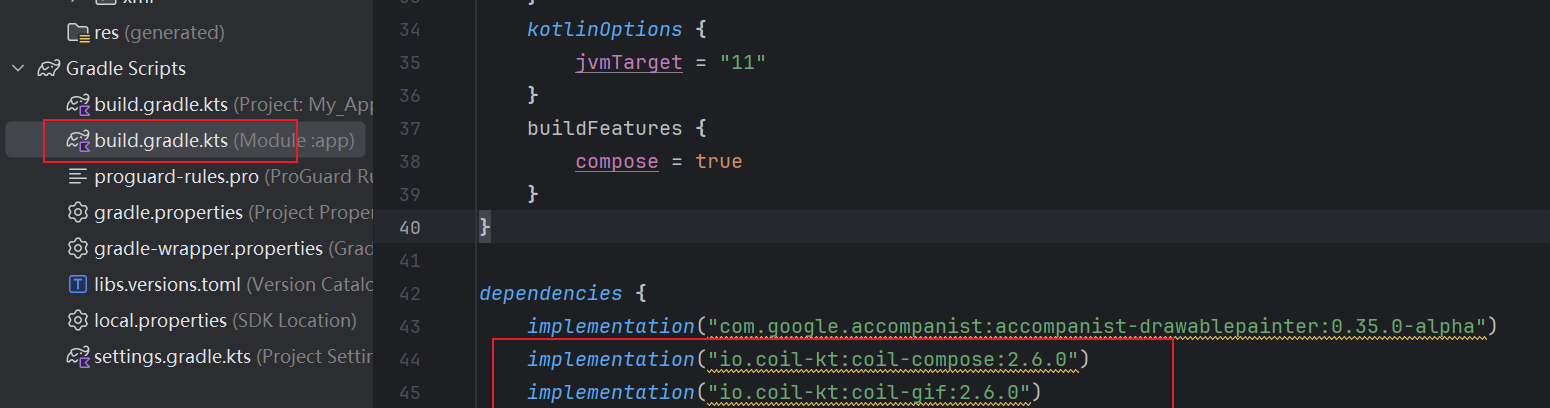 xml
res (generated)
Gradle Scripts
build.gradle.kts (Project: My_App
build.gradle.kts (Module :app)
proguard-rules.pro (ProGuard Ru
gradle.properties (Project Proper
gradle-wrapper.properties (Grad
libs.versions.toml (Version Catalo
local.properties (SDK Location)
settings.gradle.kts (Project Settin
34 kotlinOptions {
35 jvmTarget = "11"
36 }
37 buildFeatures {
38 compose = true
39 }
40 }
41
42 dependencies {
43 implementation("com.google.accompanist:accompanist-drawablepainter:0.35.0-alpha")
44 implementation("io.coil-kt:coil-compose:2.6.0")
45 implementation("io.coil-kt:coil-gif:2.6.0")